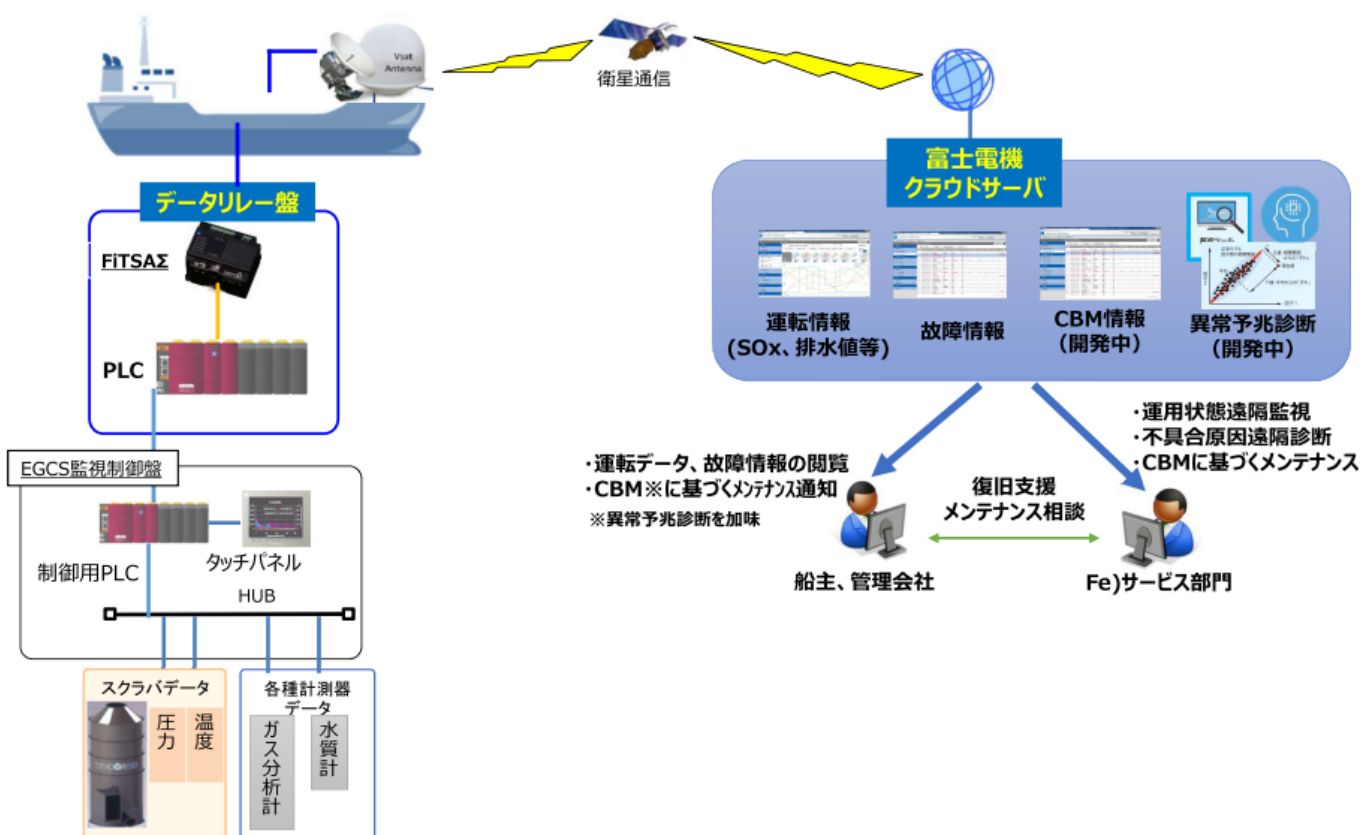 Vsat
Antenna
衛星通信
データリレー盤
FiTSAΣ
PLC
EGCS監視制御盤
制御用PLC
タッチパネル
HUB
スクラバデータ
圧力
温度
各種計測器
データ
ガス分析計
水質計
富士電機
クラウドサーバ
運転情報
(SOx、排水値等)
故障情報
CBM情報
(開発中)
異常予兆診断
(開発中)
・運転データ、故障情報の閲覧
・CBM※に基づくメンテナンス通知
※異常予兆診断を加味
船主、管理会社
復旧支援
メンテナンス相談
・運用状態遠隔監視
・不具合原因遠隔診断
・CBMに基づくメンテナンス
Fe)サービス部門